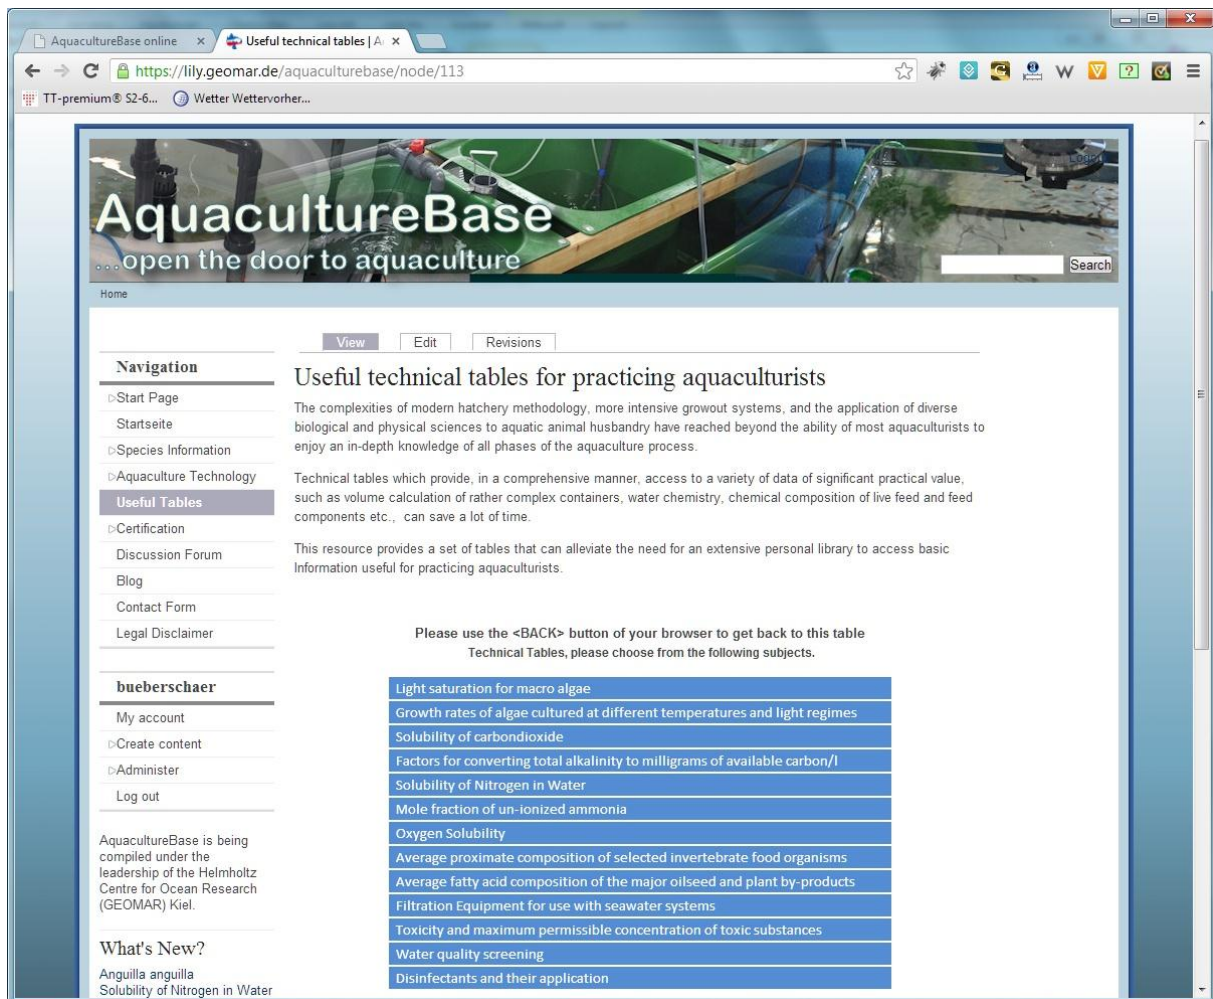 AquacultureBase online
Useful technical tables | A
https://lily.geomar.de/aquaculturebase/node/113
TT-premium® S2-6... Wetter Wettervorher...
AquacultureBase
...open the door to aquaculture
Search
Home
View Edit Revisions
Navigation
Start Page
Startseite
Species Information
Aquaculture Technology
Useful Tables
Certification
Discussion Forum
Blog
Contact Form
Legal Disclaimer
bueberschaer
My account
Create content
Administer
Log out
AquacultureBase is being
compiled under the
leadership of the Helmholtz
Centre for Ocean Research
(GEOMAR) Kiel.
What's New?
Anguilla anguilla
Solubility of Nitrogen in Water
Useful technical tables for practicing aquaculturists
The complexities of modern hatchery methodology, more intensive growout systems, and the application of diverse
biological and physical sciences to aquatic animal husbandry have reached beyond the ability of most aquaculturists to
enjoy an in-depth knowledge of all phases of the aquaculture process.
Technical tables which provide, in a comprehensive manner, access to a variety of data of significant practical value,
such as volume calculation of rather complex containers, water chemistry, chemical composition of live feed and feed
components etc., can save a lot of time.
This resource provides a set of tables that can alleviate the need for an extensive personal library to access basic
Information useful for practicing aquaculturists.
Please use the <BACK> button of your browser to get back to this table
Technical Tables, please choose from the following subjects.
Light saturation for macro algae
Growth rates of algae cultured at different temperatures and light regimes
Solubility of carbondioxide
Factors for converting total alkalinity to milligrams of available carbon/l
Solubility of Nitrogen in Water
Mole fraction of un-ionized ammonia
Oxygen Solubility
Average proximate composition of selected invertebrate food organisms
Average fatty acid composition of the major oilseed and plant by-products
Filtration Equipment for use with seawater systems
Toxicity and maximum permissible concentration of toxic substances
Water quality screening
Disinfectants and their application